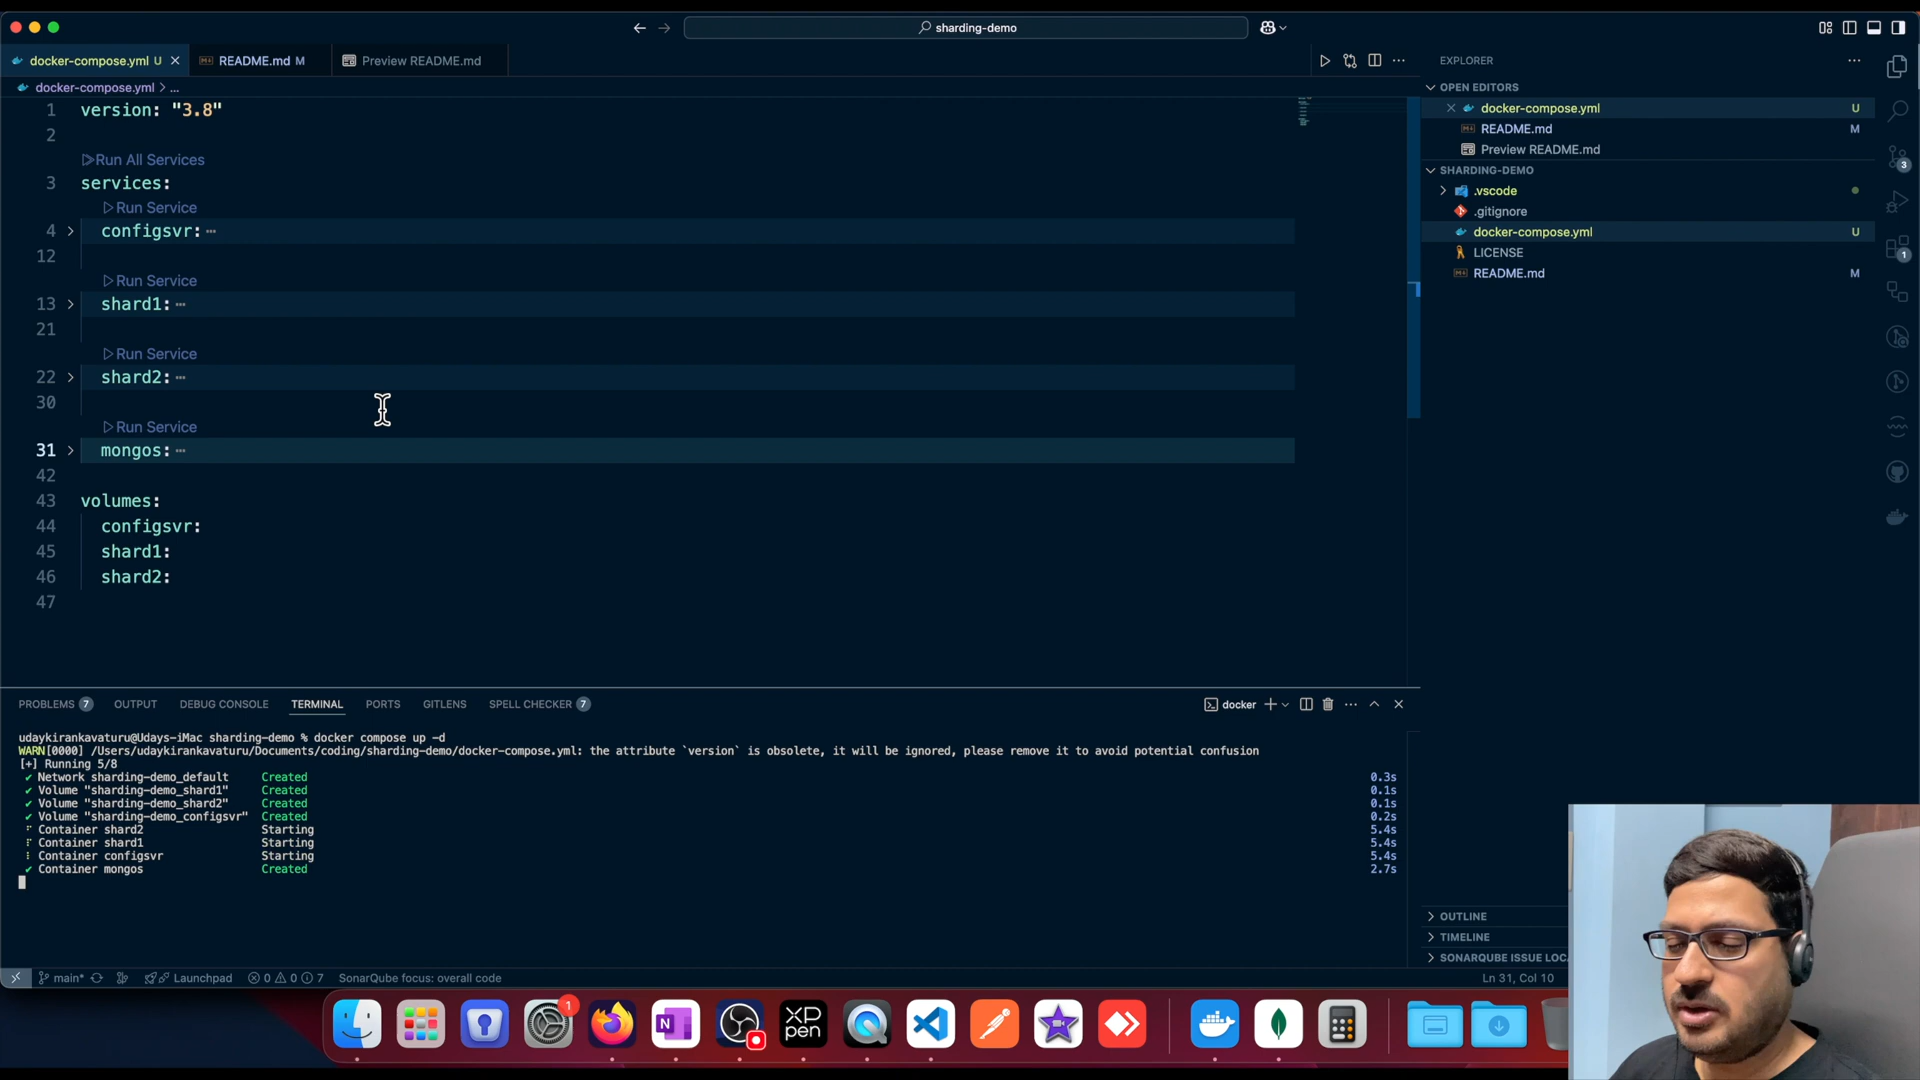 sharding-demo
docker-compose.yml U
README.md M
Preview README.md
docker-compose.yml > ...
1 version: "3.8"
2
Run All Services
3 services:
Run Service
4 configsvr: ...
12
Run Service
13 shard1: ...
21
Run Service
22 shard2: ...
30
Run Service
31 mongos: ...
42
43 volumes:
44 configsvr:
45 shard1:
46 shard2:
47
EXPLORER
OPEN EDITORS
docker-compose.yml U
README.md M
Preview README.md
SHARDING-DEMO
.vscode
.gitignore
docker-compose.yml U
LICENSE
README.md M
3
1
PROBLEMS 7 OUTPUT DEBUG CONSOLE TERMINAL PORTS GITLENS SPELL CHECKER 7
docker
udaykirankavaturu@Udays-iMac sharding-demo % docker compose up -d
WARN[0000] /Users/udaykirankavaturu/Documents/coding/sharding-demo/docker-compose.yml: the attribute `version` is obsolete, it will be ignored, please remove it to avoid potential confusion
[+] Running 5/8
✔ Network sharding-demo_default Created 0.3s
✔ Volume "sharding-demo_shard1" Created 0.1s
✔ Volume "sharding-demo_shard2" Created 0.1s
✔ Volume "sharding-demo_configsvr" Created 0.2s
Container shard2 Starting 5.4s
Container shard1 Starting 5.4s
Container configsvr Starting 5.4s
✔ Container mongos Created 2.7s
OUTLINE
TIMELINE
SONARQUBE ISSUE LOCA
main* Launchpad 0 0 7 SonarQube focus: overall code
Ln 31, Col 10
1
N
XP
pen